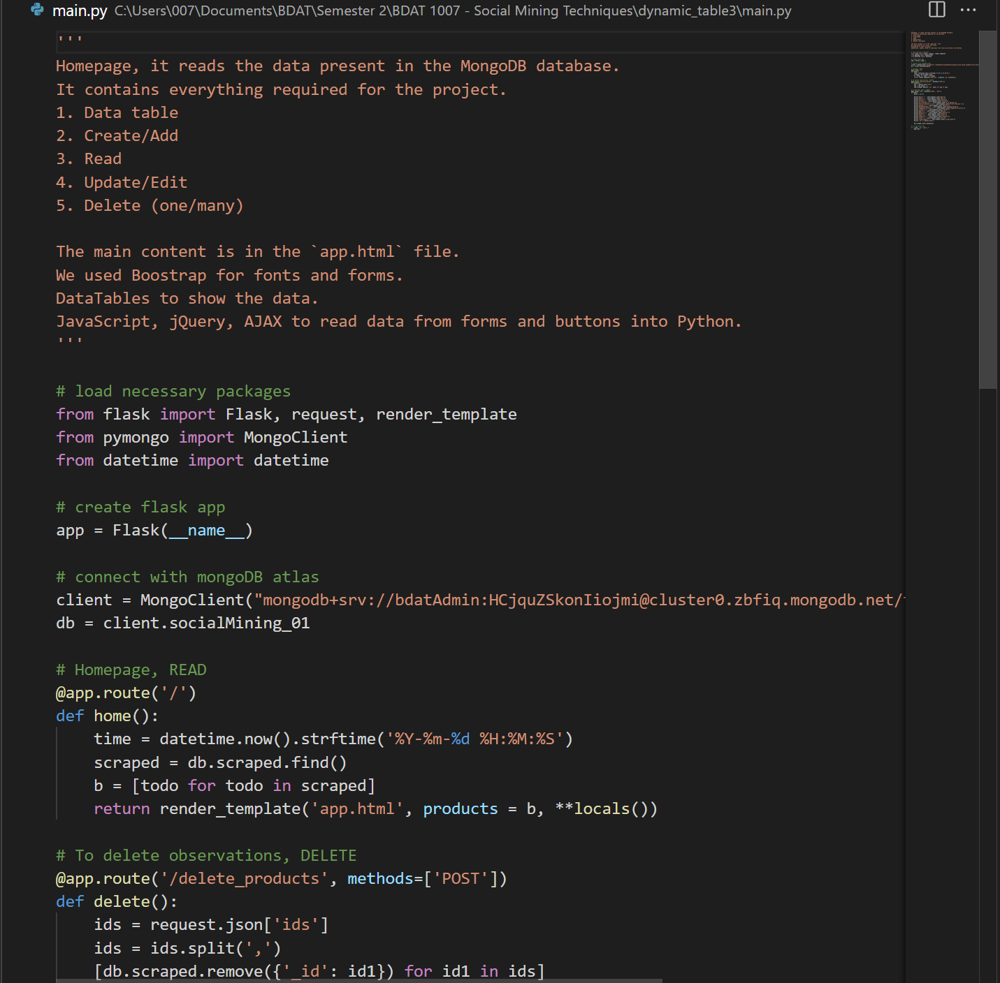 main.py C:\Users\007\Documents\BDAT\Semester 2\BDAT 1007 - Social Mining Techniques\dynamic_table3\main.py
'''
Homepage, it reads the data present in the MongoDB database.
It contains everything required for the project.
1. Data table
2. Create/Add
3. Read
4. Update/Edit
5. Delete (one/many)
The main content is in the `app.html` file.
We used Boostrap for fonts and forms.
DataTables to show the data.
JavaScript, jQuery, AJAX to read data from forms and buttons into Python.
'''
# load necessary packages
from flask import Flask, request, render_template
from pymongo import MongoClient
from datetime import datetime
# create flask app
app = Flask(__name__)
# connect with mongoDB atlas
client = MongoClient("mongodb+srv://bdatAdmin:HCjquZSkonIiojmi@cluster0.zbfiq.mongodb.net/
db = client.socialMining_01
# Homepage, READ
@app.route('/')
def home():
    time = datetime.now().strftime('%Y-%m-%d %H:%M:%S')
    scraped = db.scraped.find()
    b = [todo for todo in scraped]
    return render_template('app.html', products = b, **locals())
# To delete observations, DELETE
@app.route('/delete_products', methods=['POST'])
def delete():
    ids = request.json['ids']
    ids = ids.split(',')
    [db.scraped.remove({'_id': id1}) for id1 in ids]